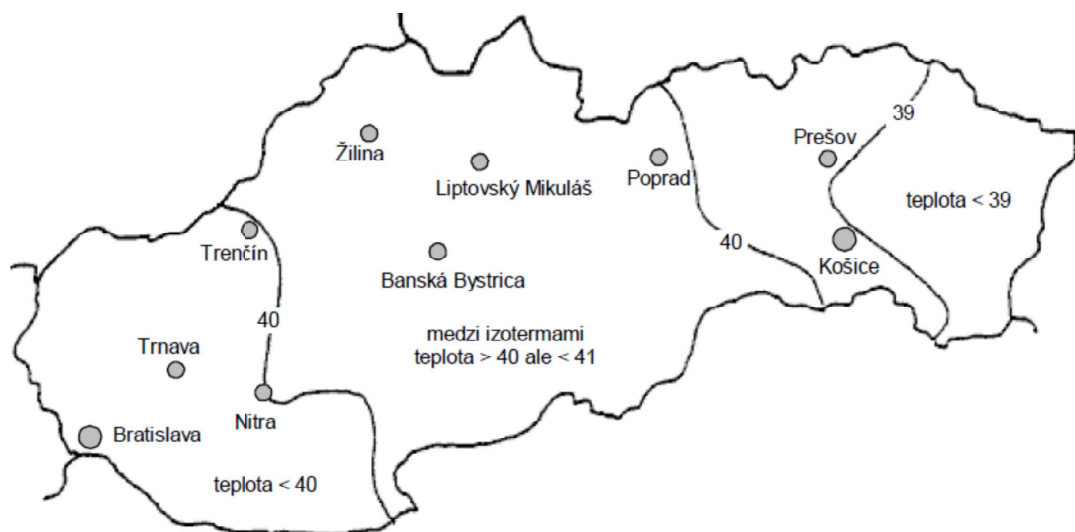 Žilina
Liptovský Mikuláš
Poprad
Prešov
39
teplota < 39
Trenčín
40
Košice
Banská Bystrica
40
medzi izotermami
teplota > 40 ale < 41
Trnava
Nitra
Bratislava
teplota < 40